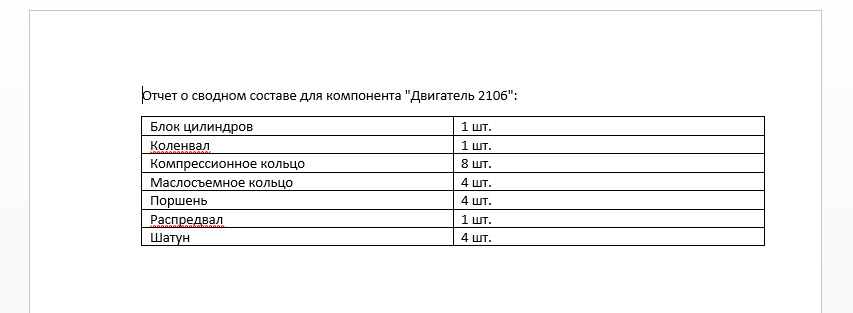 Отчет о сводном составе для компонента "Двигатель 2106":
Блок цилиндров 1 шт.
Коленвал 1 шт.
Компрессионное кольцо 8 шт.
Маслосъемное кольцо 4 шт.
Поршень 4 шт.
Распредвал 1 шт.
Шатун 4 шт.